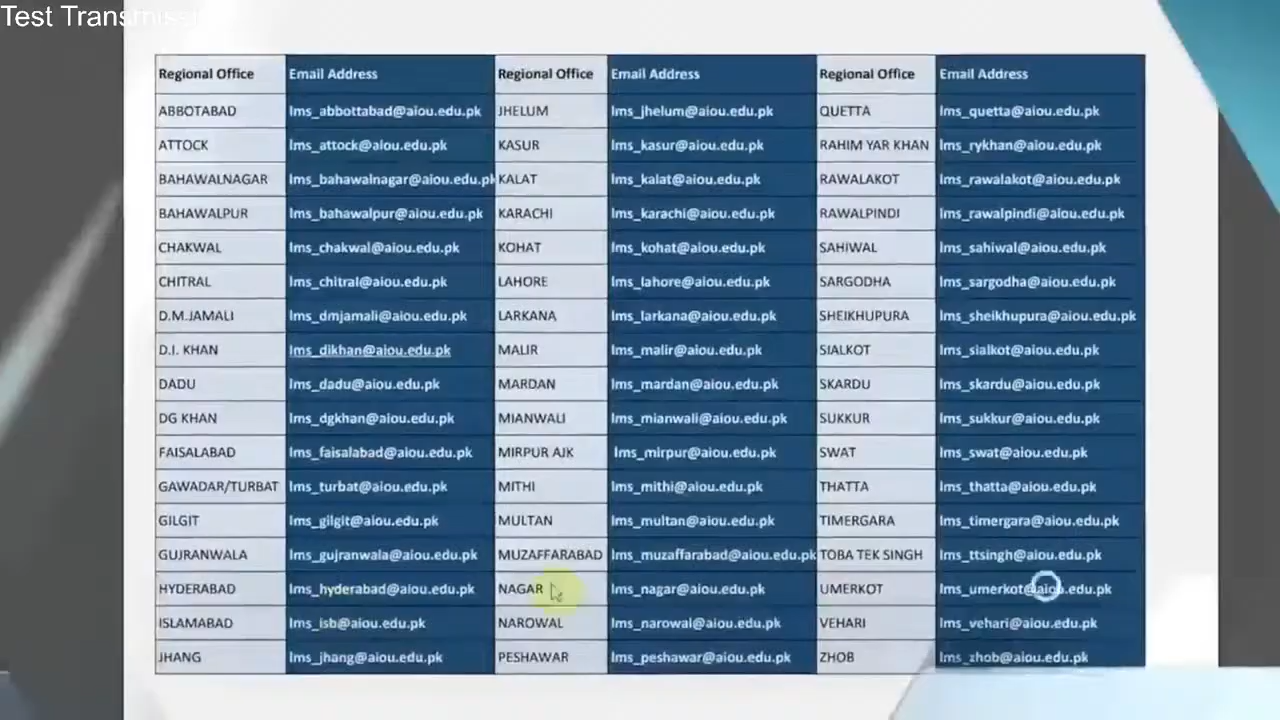 Test Transmissi
Regional Office Email Address Regional Office Email Address Regional Office Email Address
ABBOTABAD lms_abbottabad@aiou.edu.pk JHELUM lms_jhelum@aiou.edu.pk QUETTA lms_quetta@aiou.edu.pk
ATTOCK lms_attock@aiou.edu.pk KASUR lms_kasur@aiou.edu.pk RAHIM YAR KHAN lms_rykhan@aiou.edu.pk
BAHAWALNAGAR lms_bahawalnagar@aiou.edu.pk KALAT lms_kalat@aiou.edu.pk RAWALAKOT lms_rawalakot@aiou.edu.pk
BAHAWALPUR lms_bahawalpur@aiou.edu.pk KARACHI lms_karachi@aiou.edu.pk RAWALPINDI lms_rawalpindi@aiou.edu.pk
CHAKWAL lms_chakwal@aiou.edu.pk KOHAT lms_kohat@aiou.edu.pk SAHIWAL lms_sahiwal@aiou.edu.pk
CHITRAL lms_chitral@aiou.edu.pk LAHORE lms_lahore@aiou.edu.pk SARGODHA lms_sargodha@aiou.edu.pk
D.M.JAMALI lms_dmjamali@aiou.edu.pk LARKANA lms_larkana@aiou.edu.pk SHEIKHUPURA lms_sheikhupura@aiou.edu.pk
D.I. KHAN lms_dikhan@aiou.edu.pk MALIR lms_malir@aiou.edu.pk SIALKOT lms_sialkot@aiou.edu.pk
DADU lms_dadu@aiou.edu.pk MARDAN lms_mardan@aiou.edu.pk SKARDU lms_skardu@aiou.edu.pk
DG KHAN lms_dgkhan@aiou.edu.pk MIANWALI lms_mianwali@aiou.edu.pk SUKKUR lms_sukkur@aiou.edu.pk
FAISALABAD lms_faisalabad@aiou.edu.pk MIRPUR AJK lms_mirpur@aiou.edu.pk SWAT lms_swat@aiou.edu.pk
GAWADAR/TURBAT lms_turbat@aiou.edu.pk MITHI lms_mithi@aiou.edu.pk THATTA lms_thatta@aiou.edu.pk
GILGIT lms_gilgit@aiou.edu.pk MULTAN lms_multan@aiou.edu.pk TIMERGARA lms_timergara@aiou.edu.pk
GUJRANWALA lms_gujranwala@aiou.edu.pk MUZAFFARABAD lms_muzaffarabad@aiou.edu.pk TOBA TEK SINGH lms_ttsingh@aiou.edu.pk
HYDERABAD lms_hyderabad@aiou.edu.pk NAGAR lms_nagar@aiou.edu.pk UMERKOT lms_umerkot@aiou.edu.pk
ISLAMABAD lms_isb@aiou.edu.pk NAROWAL lms_narowal@aiou.edu.pk VEHARI lms_vehari@aiou.edu.pk
JHANG lms_jhang@aiou.edu.pk PESHAWAR lms_peshawar@aiou.edu.pk ZHOB lms_zhob@aiou.edu.pk